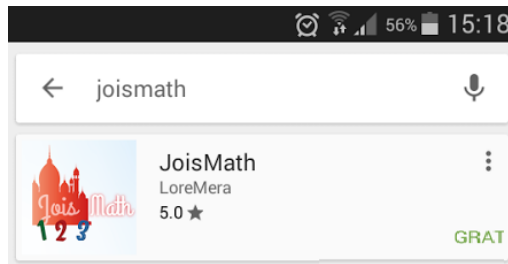 56% 15:18
joismath
JoisMath
LoreMera
5.0
Jois Math
1 2 3
GRAT